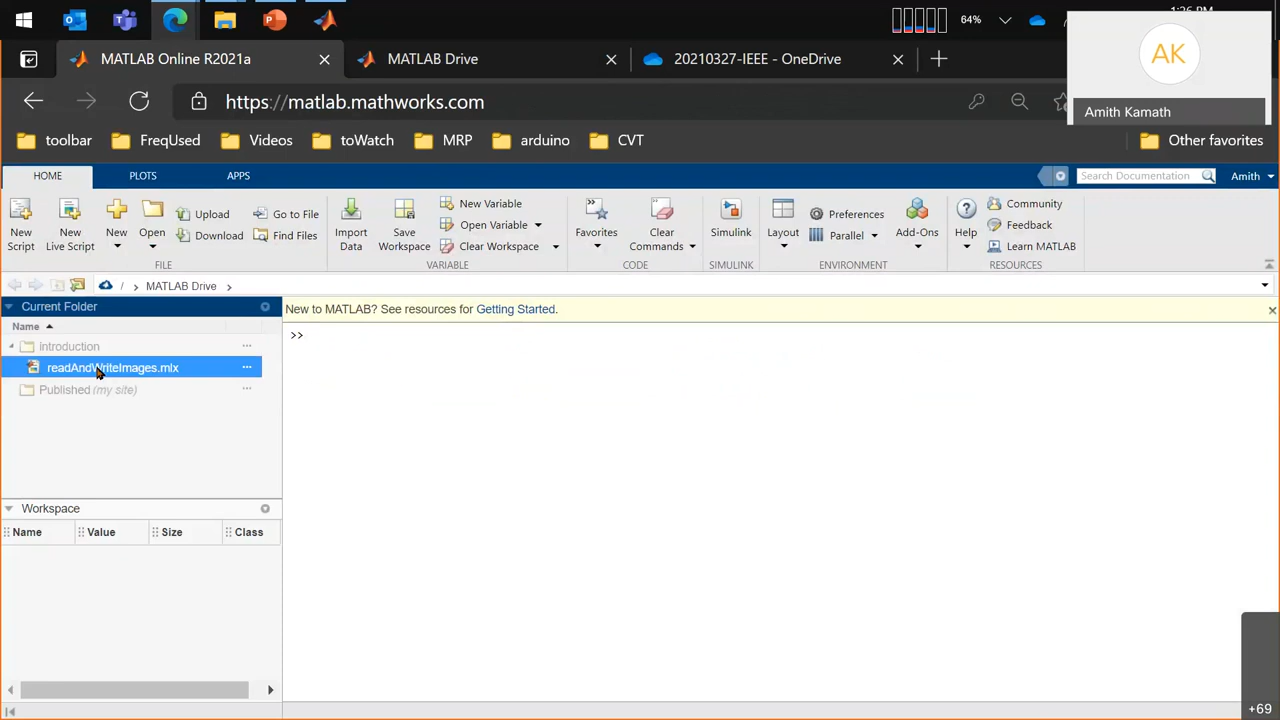 64%
MATLAB Online R2021a
MATLAB Drive
20210327-IEEE - OneDrive
AK
Amith Kamath
https://matlab.mathworks.com
toolbar
FreqUsed
Videos
toWatch
MRP
arduino
CVT
Other favorites
HOME
PLOTS
APPS
Search Documentation
Amith
New Script
New Live Script
New
Open
Upload
Download
Go to File
Find Files
FILE
Import Data
Save Workspace
New Variable
Open Variable
Clear Workspace
VARIABLE
Favorites
Clear Commands
CODE
Simulink
SIMULINK
Layout
Preferences
Parallel
Add-Ons
ENVIRONMENT
Help
Community
Feedback
Learn MATLAB
RESOURCES
/ > MATLAB Drive >
Current Folder
Name
introduction
readAndWriteImages.mlx
Published (my site)
New to MATLAB? See resources for Getting Started.
>>
Workspace
Name
Value
Size
Class
+69